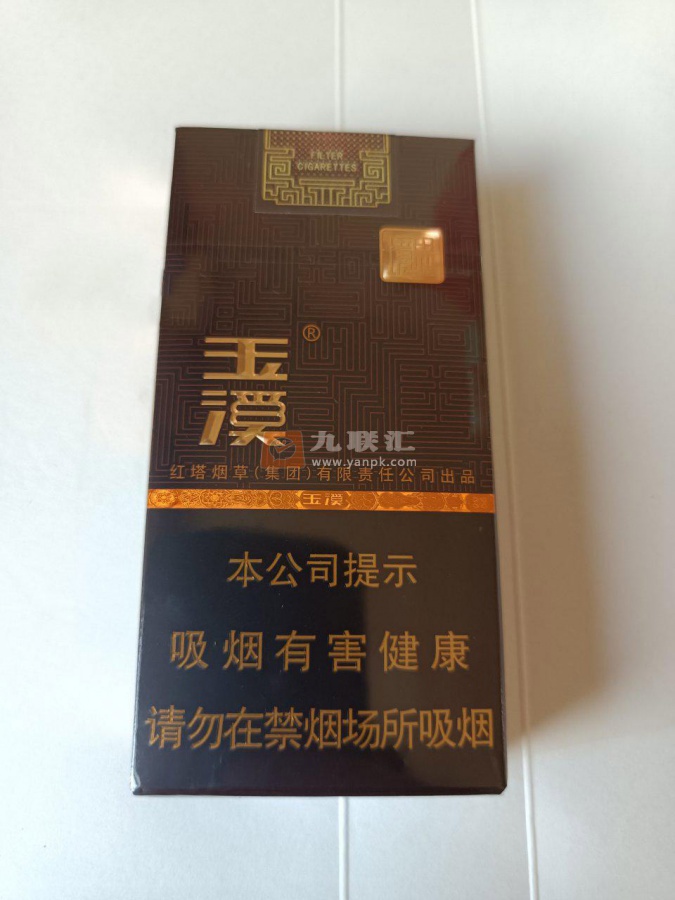 FILTER
CIGARETTES
玉溪®
九联汇
www.yanpk.com
红塔烟草(集团)有限责任公司出品
玉溪
本公司提示
吸烟有害健康
请勿在禁烟场所吸烟